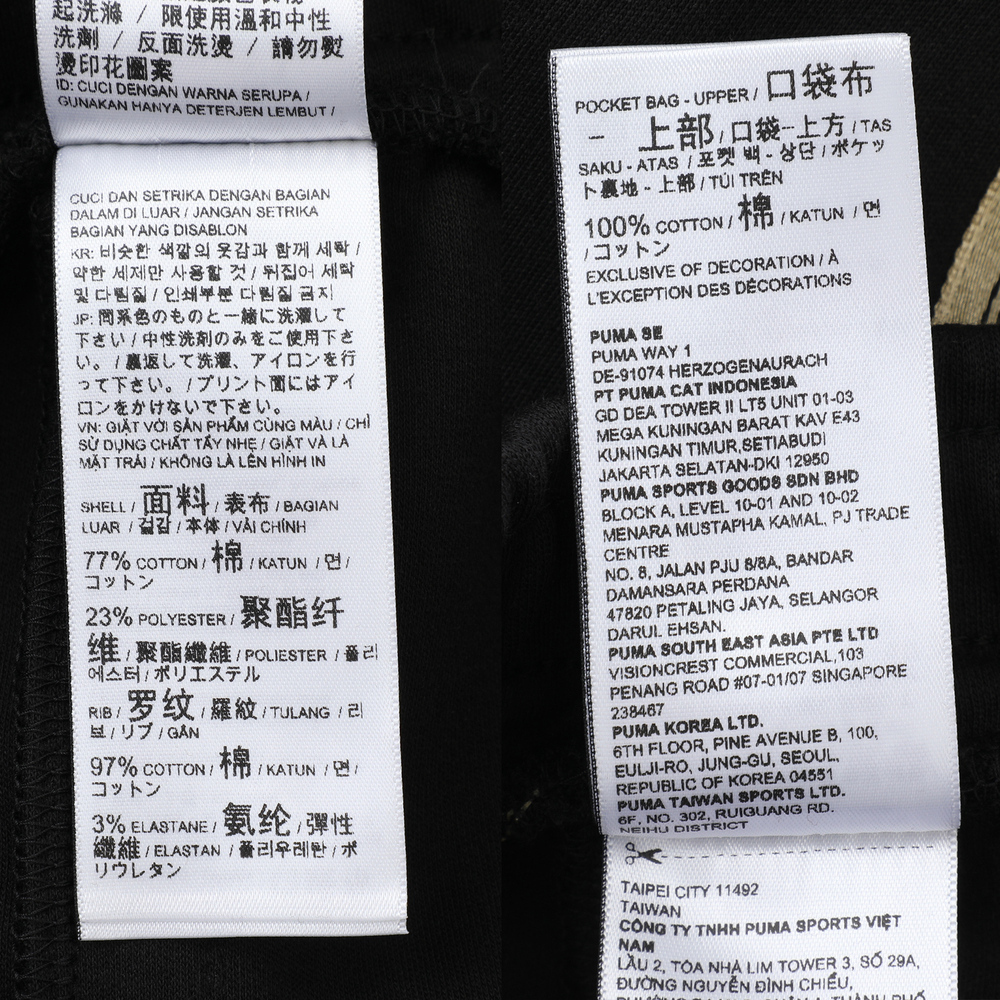 起洗滌 / 限使用溫和中性
洗劑 / 反面洗燙 / 請勿熨
燙印花圖案
ID: CUCI DENGAN WARNA SERUPA /
GUNAKAN HANYA DETERJEN LEMBUT /
CUCI DAN SETRIKA DENGAN BAGIAN
DALAM DI LUAR / JANGAN SETRIKA
BAGIAN YANG DISABLON
KR: 비슷한 색깔의 옷감과 함께 세탁 /
약한 세제만 사용할 것 / 뒤집어 세탁
및 다림질 / 인쇄부분 다림질 금지
JP: 同系色のものと一緒に洗濯して
下さい / 中性洗剤のみをご使用下さ
い。 / 裏返して洗濯、アイロンを行
って下さい。 / プリント面にはアイ
ロンをかけないで下さい。
VN: GIẶT VỚI SẢN PHẨM CÙNG MÀU / CHỈ
SỬ DỤNG CHẤT TẨY NHẸ / GIẶT VÀ LÀ
MẶT TRÁI / KHÔNG LÀ LÊN HÌNH IN
SHELL / 面料 / 表布 / BAGIAN
LUAR / 겉감 / 本体 / VẢI CHÍNH
77% COTTON / 棉 / KATUN / 면 /
コットン
23% POLYESTER / 聚酯纤
维 / 聚酯纖維 / POLIESTER / 폴리
에스터 / ポリエステル
RIB / 罗纹 / 羅紋 / TULANG / 리
브 / リブ / GÂN
97% COTTON / 棉 / KATUN / 면 /
コットン
3% ELASTANE / 氨纶 / 彈性
纖維 / ELASTAN / 폴리우레탄 / ポ
リウレタン
POCKET BAG - UPPER / 口袋布
- 上部 / 口袋-上方 / TAS
SAKU - ATAS / 포켓 백 - 상단 / ポケッ
ト裏地 - 上部 / TÚI TRÊN
100% COTTON / 棉 / KATUN / 면
/ コットン
EXCLUSIVE OF DECORATION / À
L'EXCEPTION DES DÉCORATIONS
PUMA SE
PUMA WAY 1
DE-91074 HERZOGENAURACH
PT PUMA CAT INDONESIA
GD DEA TOWER II LT5 UNIT 01-03
MEGA KUNINGAN BARAT KAV E43
KUNINGAN TIMUR,SETIABUDI
JAKARTA SELATAN-DKI 12950
PUMA SPORTS GOODS SDN BHD
BLOCK A, LEVEL 10-01 AND 10-02
MENARA MUSTAPHA KAMAL, PJ TRADE
CENTRE
NO. 8, JALAN PJU 8/8A, BANDAR
DAMANSARA PERDANA
47820 PETALING JAYA, SELANGOR
DARUL EHSAN.
PUMA SOUTH EAST ASIA PTE LTD
VISIONCREST COMMERCIAL,103
PENANG ROAD #07-01/07 SINGAPORE
238467
PUMA KOREA LTD.
6TH FLOOR, PINE AVENUE B, 100,
EULJI-RO, JUNG-GU, SEOUL,
REPUBLIC OF KOREA 04551
PUMA TAIWAN SPORTS LTD.
6F, NO. 302, RUIGUANG RD.
NEIHU DISTRICT
TAIPEI CITY 11492
TAIWAN
CÔNG TY TNHH PUMA SPORTS VIỆT
NAM
LẦU 2, TÒA NHÀ LIM TOWER 3, SỐ 29A,
ĐƯỜNG NGUYỄN ĐÌNH CHIỂU,